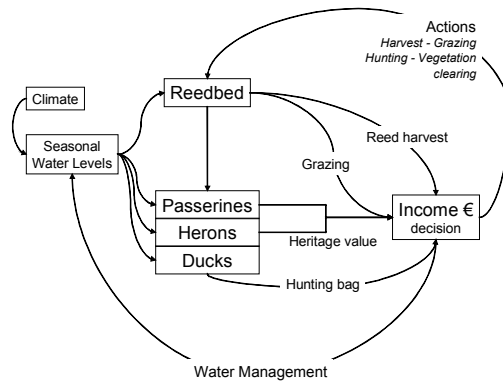 Actions
Harvest - Grazing
Hunting - Vegetation
clearing
Climate
Reedbed
Seasonal
Water Levels
Reed harvest
Grazing
Passerines
Herons
Ducks
Heritage value
Income €
decision
Hunting bag
Water Management